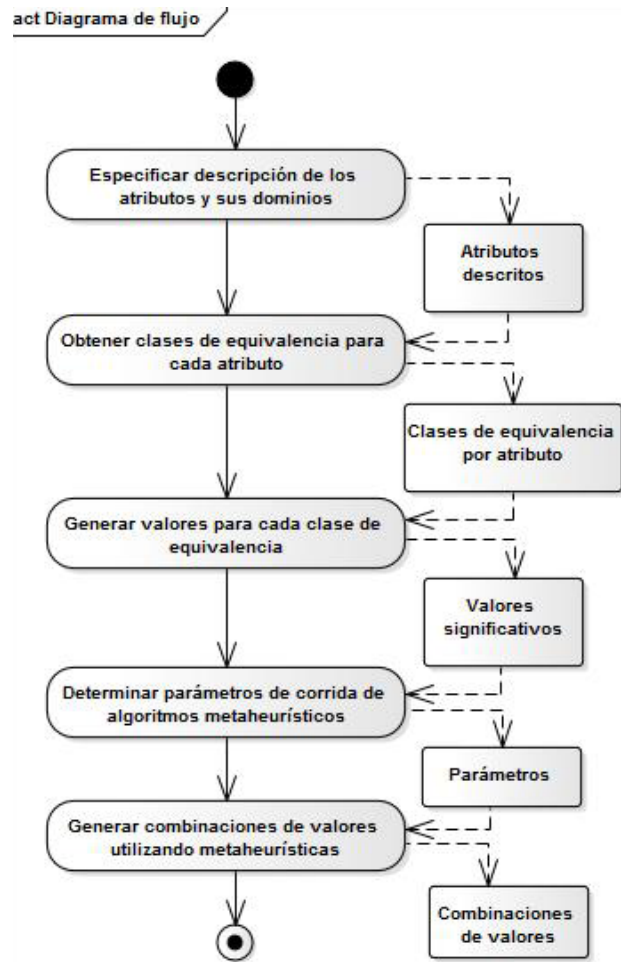 act Diagrama de flujo
Especificar descripción de los
atributos y sus dominios
Atributos
descritos
Obtener clases de equivalencia para
cada atributo
Clases de equivalencia
por atributo
Generar valores para cada clase de
equivalencia
Valores
significativos
Determinar parámetros de corrida de
algoritmos metaheurísticos
Parámetros
Generar combinaciones de valores
utilizando metaheurísticas
Combinaciones
de valores